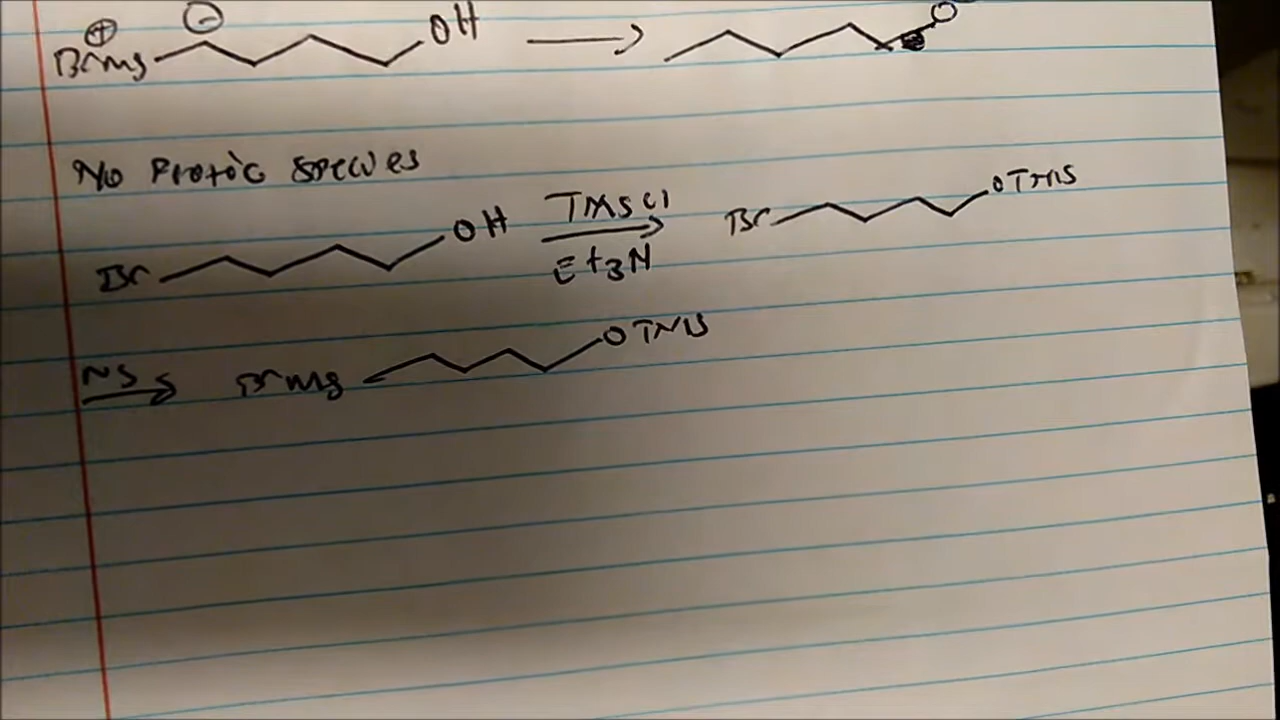 ⊕ ⊖
BrMg OH ⟶ O
No Protic species
Br OH TMSCl Et3N Br OTMS
BrMg OTMS